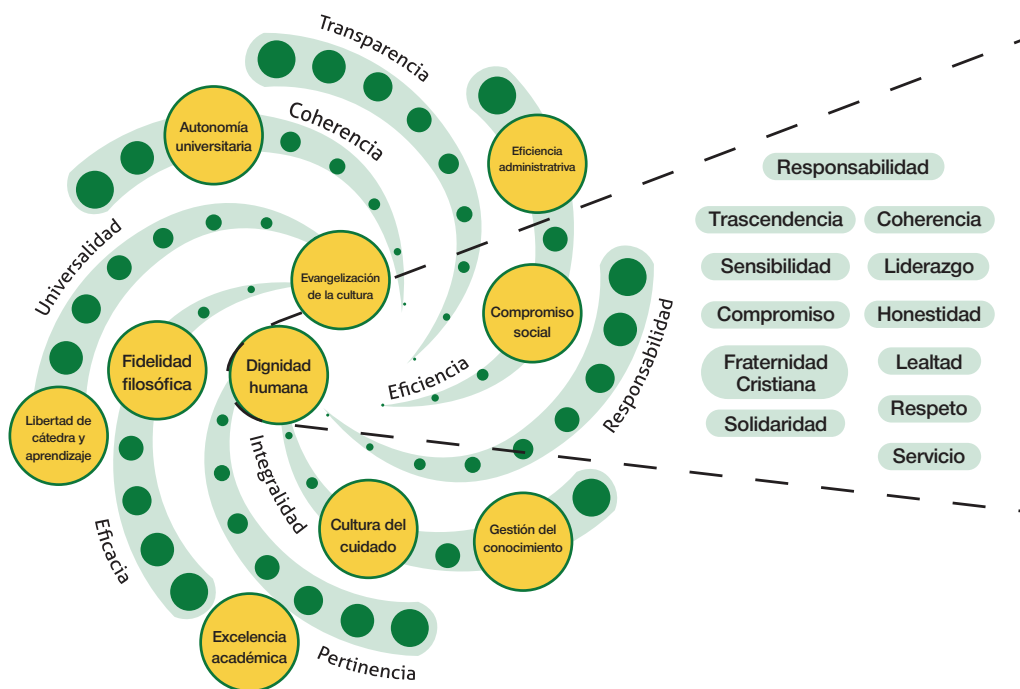 Transparencia
Coherencia
Autonomía
universitaria
Eficiencia
administratriva
Universalidad
Evangelización
de la cultura
Compromiso
social
Fidelidad
filosófica
Dignidad
humana
Eficiencia
Responsabilidad
Libertad de
cátedra y
aprendizaje
Integralidad
Cultura del
cuidado
Gestión del
conocimiento
Eficacia
Excelencia
académica
Pertinencia
Responsabilidad
Trascendencia
Coherencia
Sensibilidad
Liderazgo
Compromiso
Honestidad
Fraternidad
Cristiana
Lealtad
Solidaridad
Respeto
Servicio